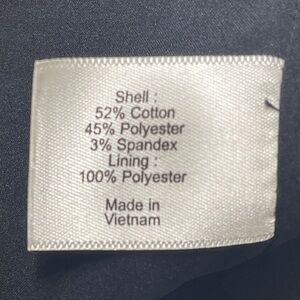 Shell :
52% Cotton
45% Polyester
3% Spandex
Lining :
100% Polyester
Made in
Vietnam